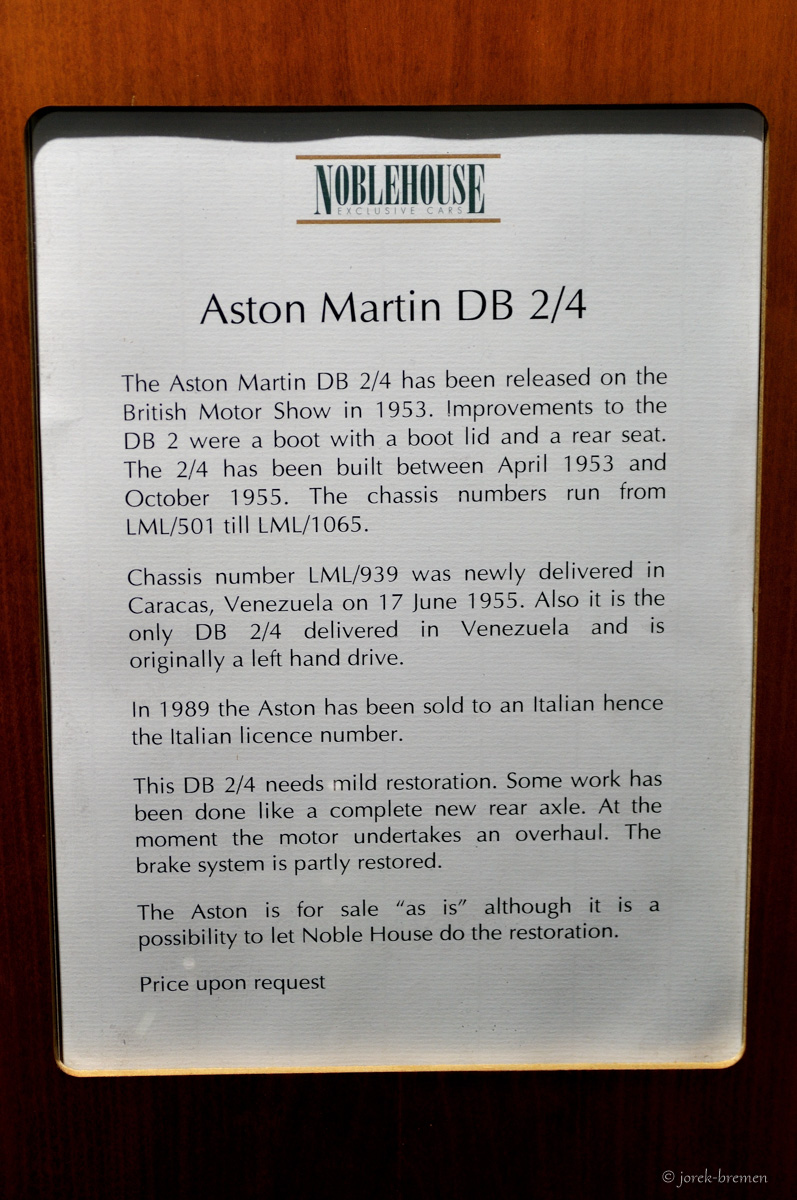 NOBLEHOUSE
EXCLUSIVE CARS
Aston Martin DB 2/4
The Aston Martin DB 2/4 has been released on the
British Motor Show in 1953. Improvements to the
DB 2 were a boot with a boot lid and a rear seat.
The 2/4 has been built between April 1953 and
October 1955. The chassis numbers run from
LML/501 till LML/1065.
Chassis number LML/939 was newly delivered in
Caracas, Venezuela on 17 June 1955. Also it is the
only DB 2/4 delivered in Venezuela and is
originally a left hand drive.
In 1989 the Aston has been sold to an Italian hence
the Italian licence number.
This DB 2/4 needs mild restoration. Some work has
been done like a complete new rear axle. At the
moment the motor undertakes an overhaul. The
brake system is partly restored.
The Aston is for sale “as is” although it is a
possibility to let Noble House do the restoration.
Price upon request
© jorek-bremen